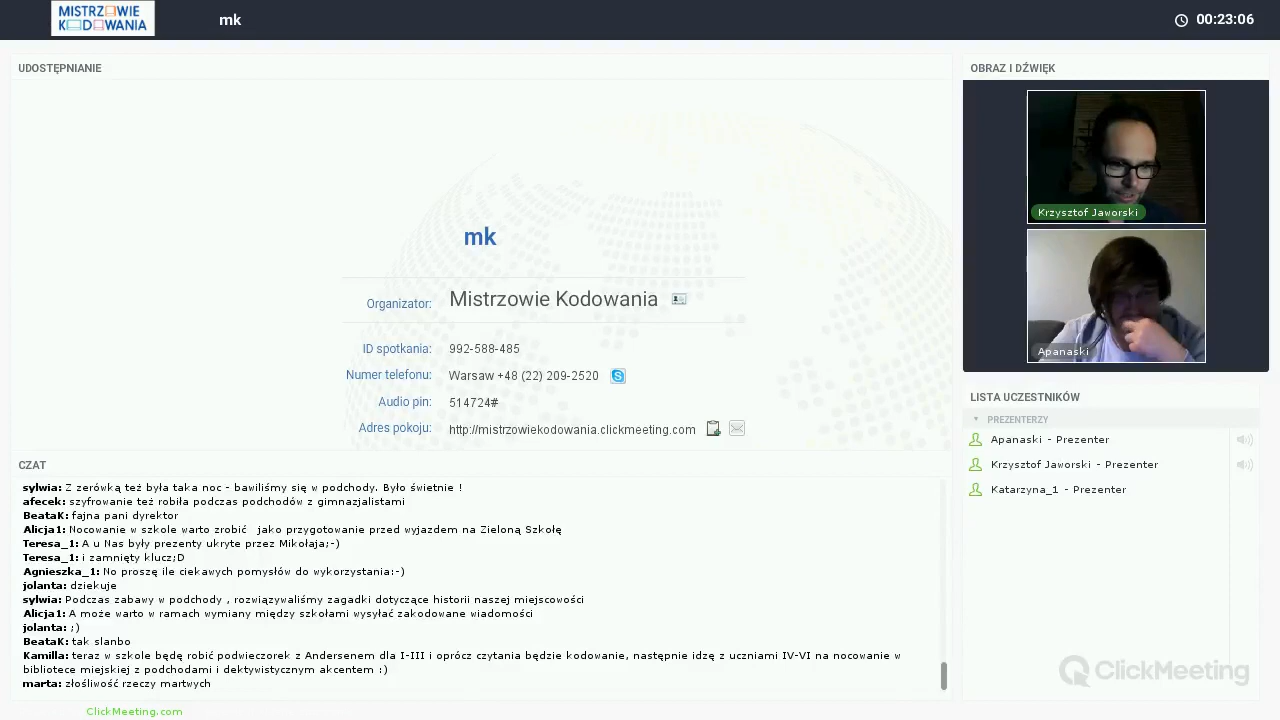 MISTRZOWIE
KODOWANIA
mk
00:23:06
UDOSTĘPNIANIE
mk
Organizator: Mistrzowie Kodowania
ID spotkania: 992-588-485
Numer telefonu: Warsaw +48 (22) 209-2520
Audio pin: 514724#
Adres pokoju: http://mistrzowiekodowania.clickmeeting.com
CZAT
sylwia: Z zerówką też była taka noc - bawiliśmy się w podchody. Było świetnie !
afecek: szyfrowanie też robiła podczas podchodów z gimnazjalistami
BeataK: fajna pani dyrektor
Alicja1: Nocowanie w szkole warto zrobić jako przygotowanie przed wyjazdem na Zieloną Szkołę
Teresa_1: A u Nas były prezenty ukryte przez Mikołaja;-)
Teresa_1: i zamnięty klucz;D
Agnieszka_1: No proszę ile ciekawych pomysłów do wykorzystania:-)
jolanta: dziekuje
sylwia: Podczas zabawy w podchody , rozwiązywaliśmy zagadki dotyczące historii naszej miejscowości
Alicja1: A może warto w ramach wymiany między szkołami wysyłać zakodowane wiadomości
jolanta: ;)
BeataK: tak slanbo
Kamilla: teraz w szkole będę robić podwieczorek z Andersenem dla I-III i oprócz czytania będzie kodowanie, następnie idzę z uczniami IV-VI na nocowanie w
bibliotece miejskiej z podchodami i dektywistycznym akcentem :)
marta: złośliwość rzeczy martwych
ClickMeeting.com
OBRAZ I DŹWIĘK
Krzysztof Jaworski
Apanaski
LISTA UCZESTNIKÓW
PREZENTERZY
Apanaski - Prezenter
Krzysztof Jaworski - Prezenter
Katarzyna_1 - Prezenter
ClickMeeting